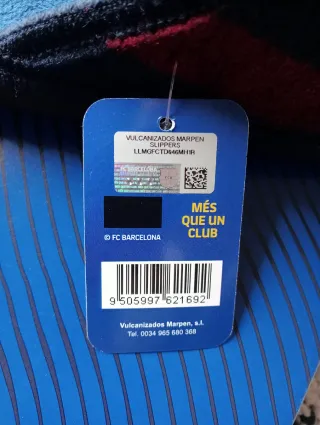 VULCANIZADOS MARPEN
SLIPPERS
LLMGFCTD646MH1R
MÉS
QUE UN
CLUB
© FC BARCELONA
9 505997 621692
Vulcanizados Marpen, s.l.
Tel. 0034 965 680 368